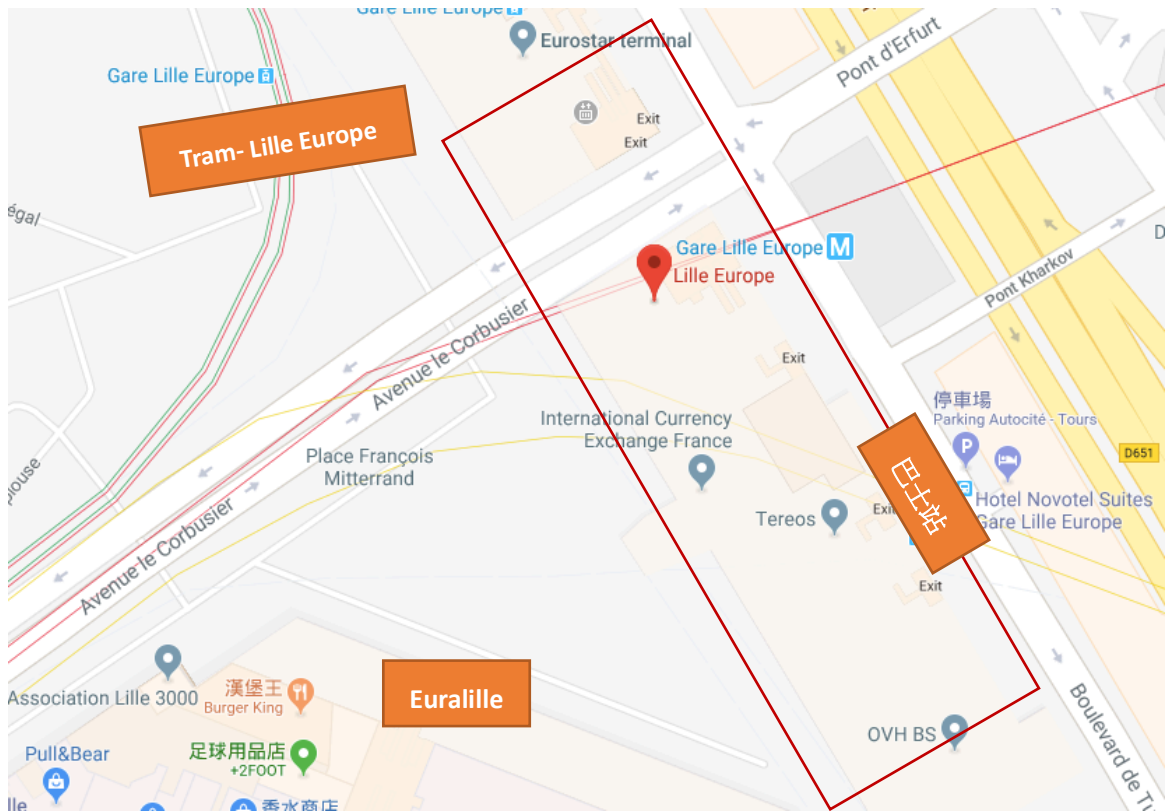 Gare Lille Europe
Eurostar terminal
Pont d'Erfurt
Gare Lille Europe
Exit
Exit
Tram- Lille Europe
égal
Gare Lille Europe M
Lille Europe
Pont Kharkov
D
Avenue le Corbusier
Exit
停車場
Parking Autocité - Tours
P
International Currency
Exchange France
D651
Place François
Mitterrand
louse
巴士站
Hotel Novotel Suites
Gare Lille Europe
Tereos
Exit
Avenue le Corbusier
Exit
Association Lille 3000
漢堡王
Burger King
Euralille
Boulevard de Tu
OVH BS
Pull&Bear
足球用品店
+2FOOT
lle
香水商店